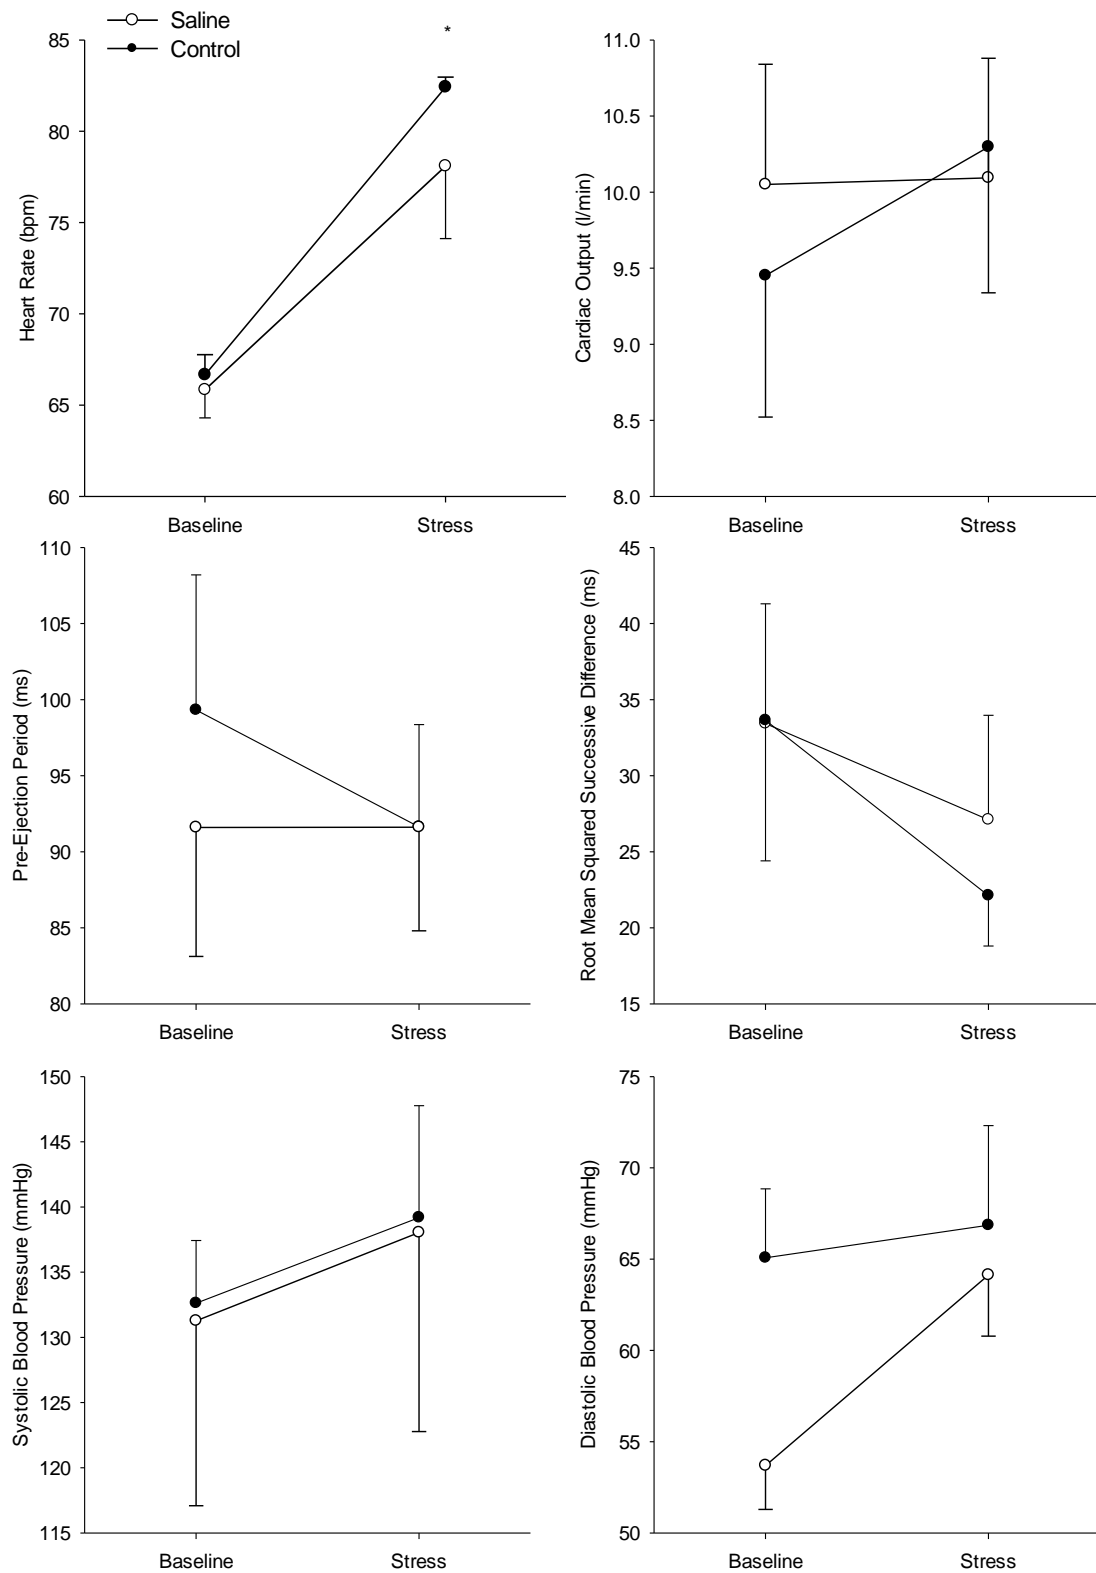 Saline
Control
85
80
75
70
65
60
Heart Rate (bpm)
*
Baseline
Stress
11.0
10.5
10.0
9.5
9.0
8.5
8.0
Cardiac Output (l/min)
Baseline
Stress
110
105
100
95
90
85
80
Pre-Ejection Period (ms)
Baseline
Stress
45
40
35
30
25
20
15
Root Mean Squared Successive Difference (ms)
Baseline
Stress
150
145
140
135
130
125
120
115
Systolic Blood Pressure (mmHg)
Baseline
Stress
75
70
65
60
55
50
Diastolic Blood Pressure (mmHg)
Baseline
Stress